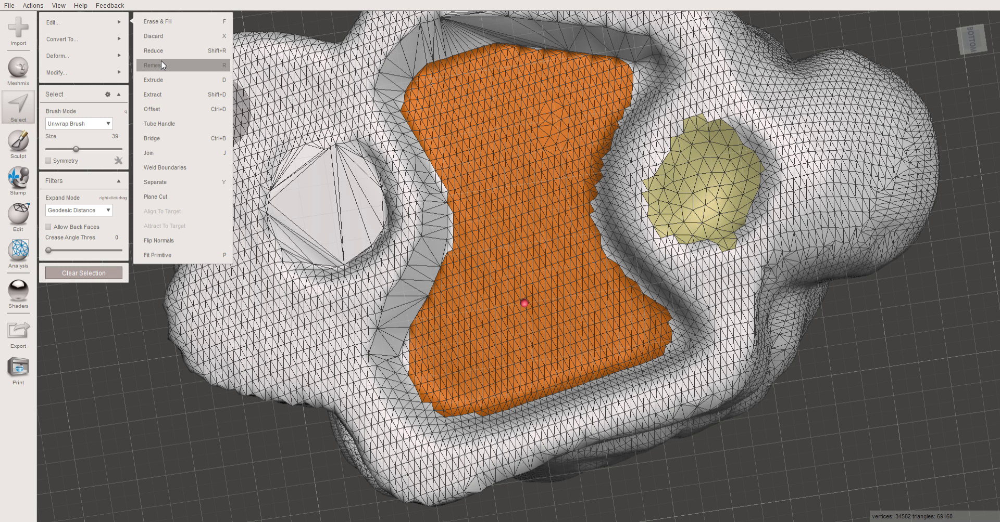 File Actions View Help Feedback
Import
Meshmix
Select
Sculpt
Stamp
Edit
Analysis
Shaders
Export
Print
Edit...
Convert To...
Deform...
Modify...
Select
Brush Mode q
Unwrap Brush
Size 39
Symmetry
Filters
Expand Mode right-click-drag
Geodesic Distance
Allow Back Faces
Crease Angle Thres 0
Clear Selection
Erase & Fill F
Discard X
Reduce Shift+R
Remes R
Extrude D
Extract Shift+D
Offset Ctrl+D
Tube Handle
Bridge Ctrl+B
Join J
Weld Boundaries
Separate Y
Plane Cut
Align To Target
Attract To Target
Flip Normals
Fit Primitive P
BOTTOM
vertices: 34582 triangles: 69160